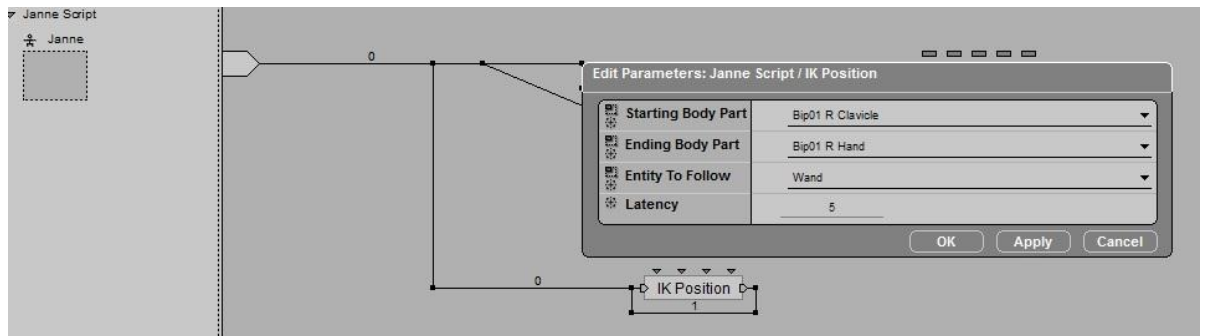 Janne Script
Janne
0
Edit Parameters: Janne Script / IK Position
Starting Body Part Bip01 R Clavicle
Ending Body Part Bip01 R Hand
Entity To Follow Wand
Latency 5
OK Apply Cancel
0
IK Position
1